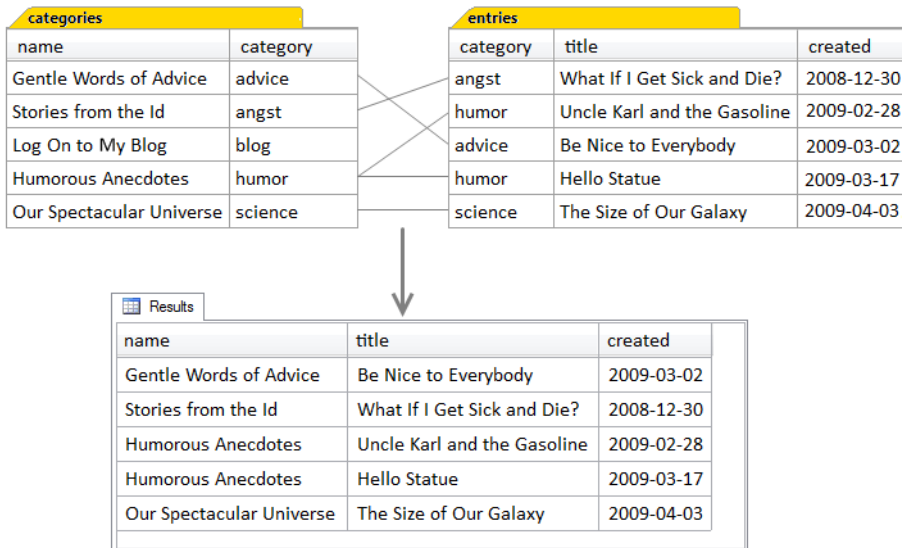 categories
name category
Gentle Words of Advice advice
Stories from the Id angst
Log On to My Blog blog
Humorous Anecdotes humor
Our Spectacular Universe science
entries
category title created
angst What If I Get Sick and Die? 2008-12-30
humor Uncle Karl and the Gasoline 2009-02-28
advice Be Nice to Everybody 2009-03-02
humor Hello Statue 2009-03-17
science The Size of Our Galaxy 2009-04-03
Results
name title created
Gentle Words of Advice Be Nice to Everybody 2009-03-02
Stories from the Id What If I Get Sick and Die? 2008-12-30
Humorous Anecdotes Uncle Karl and the Gasoline 2009-02-28
Humorous Anecdotes Hello Statue 2009-03-17
Our Spectacular Universe The Size of Our Galaxy 2009-04-03